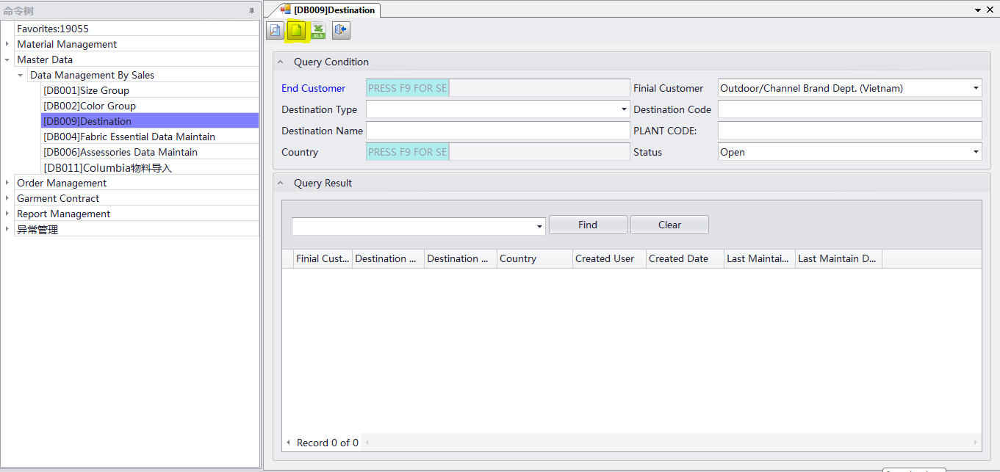 命令树
Favorites:19055
Material Management
Master Data
Data Management By Sales
[DB001]Size Group
[DB002]Color Group
[DB009]Destination
[DB004]Fabric Essential Data Maintain
[DB006]Assessories Data Maintain
[DB011]Columbia物料导入
Order Management
Garment Contract
Report Management
异常管理
[DB009]Destination
XLS
Query Condition
End Customer PRESS F9 FOR SE Finial Customer Outdoor/Channel Brand Dept. (Vietnam)
Destination Type Destination Code
Destination Name PLANT CODE:
Country PRESS F9 FOR SE Status Open
Query Result
Find Clear
Finial Cust... Destination ... Destination ... Country Created User Created Date Last Maintai... Last Maintain D...
Record 0 of 0